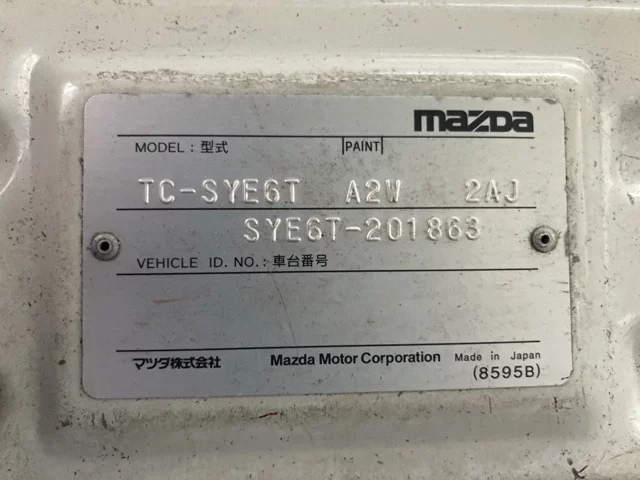 mazda
MODEL : 型式 PAINT
TC-SYE6T A2W 2AJ
SYE6T-201863
VEHICLE ID. NO. : 車台番号
マツダ株式会社 Mazda Motor Corporation Made in Japan
(8595B)